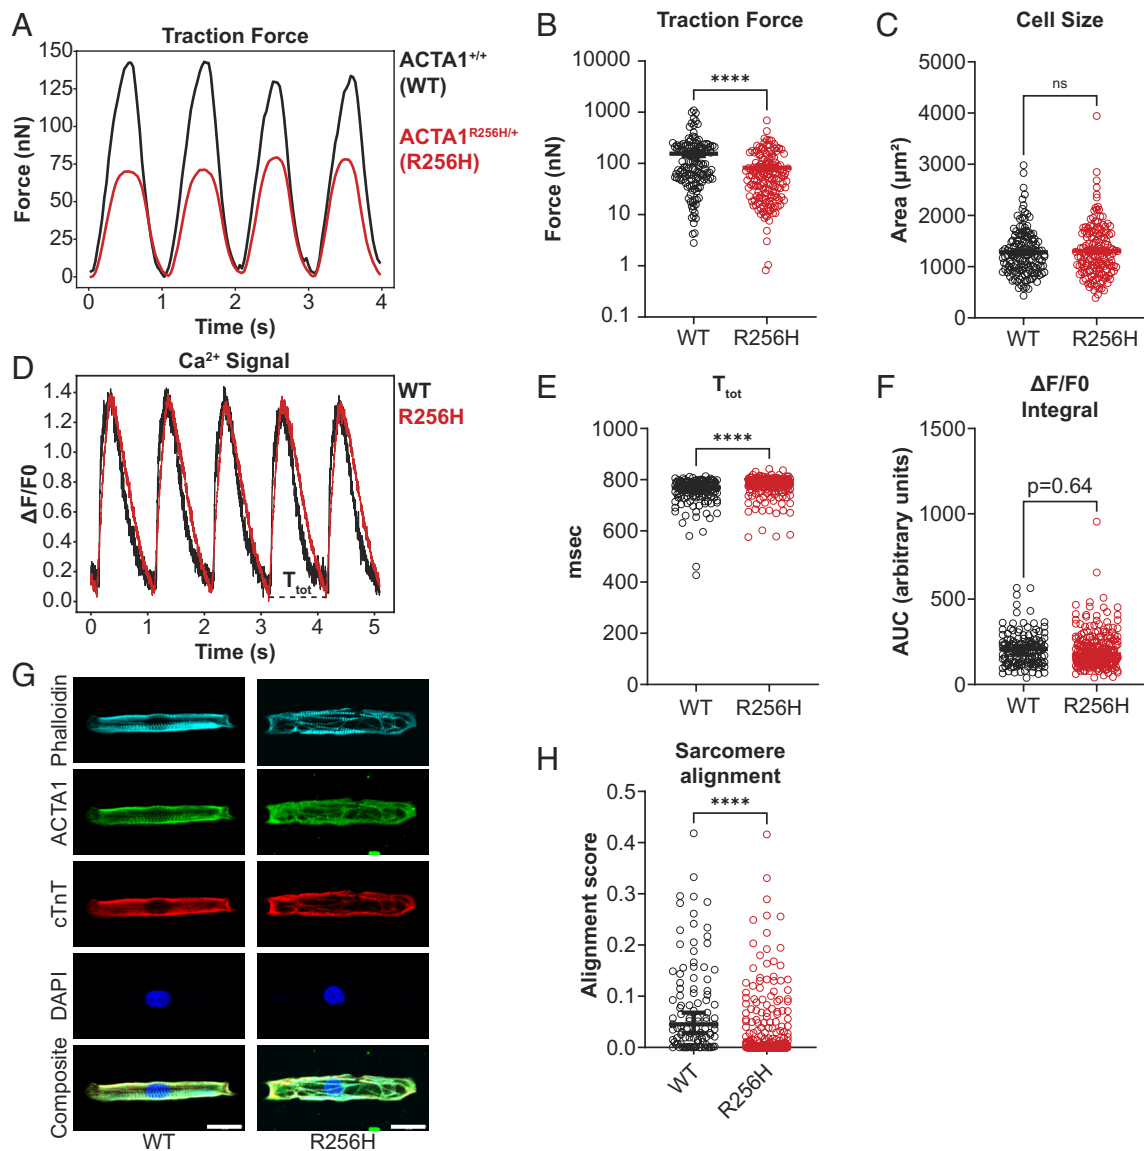 A
Traction Force
Force (nN)
150
125
100
75
50
25
0
0 1 2 3 4
Time (s)
ACTA1+/+
(WT)
ACTA1R256H/+
(R256H)
B
Traction Force
Force (nN)
10000
1000
100
10
1
0.1
****
WT R256H
C
Cell Size
Area (µm²)
5000
4000
3000
2000
1000
0
ns
WT R256H
D
Ca²⁺ Signal
ΔF/F0
1.4
1.2
1.0
0.8
0.6
0.4
0.2
0.0
Ttot
0 1 2 3 4 5
Time (s)
WT
R256H
E
Ttot
msec
1000
800
600
400
200
0
****
WT R256H
F
ΔF/F0
Integral
AUC (arbitrary units)
1500
1000
500
0
p=0.64
WT R256H
G
Phalloidin
ACTA1
cTnT
DAPI
Composite
WT R256H
H
Sarcomere
alignment
Alignment score
0.5
0.4
0.3
0.2
0.1
0.0
****
WT
R256H